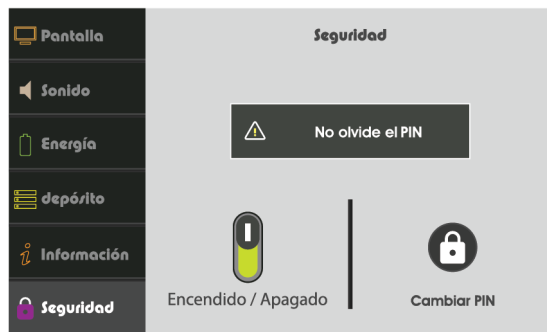 Pantalla
Sonido
Energía
depósito
Información
Seguridad
Seguridad
No olvide el PIN
Encendido / Apagado
Cambiar PIN